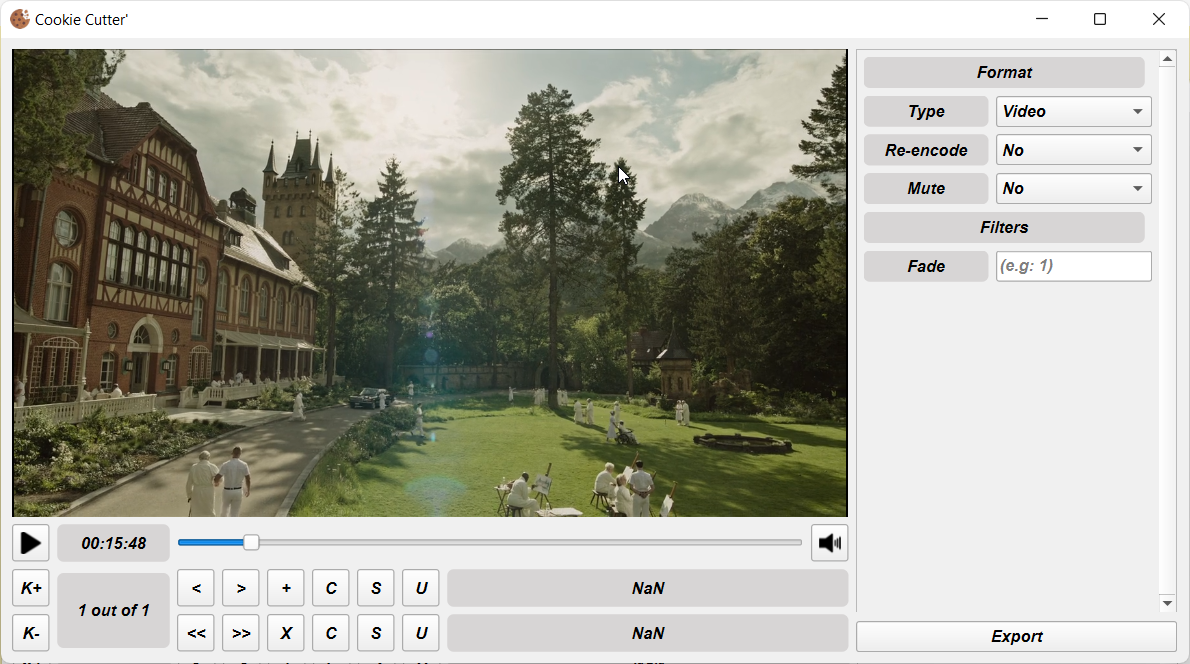 Cookie Cutter'
Format
Type Video
Re-encode No
Mute No
Filters
Fade (e.g: 1)
00:15:48
K+ 1 out of 1 < > + C S U NaN
K- << >> X C S U NaN
Export